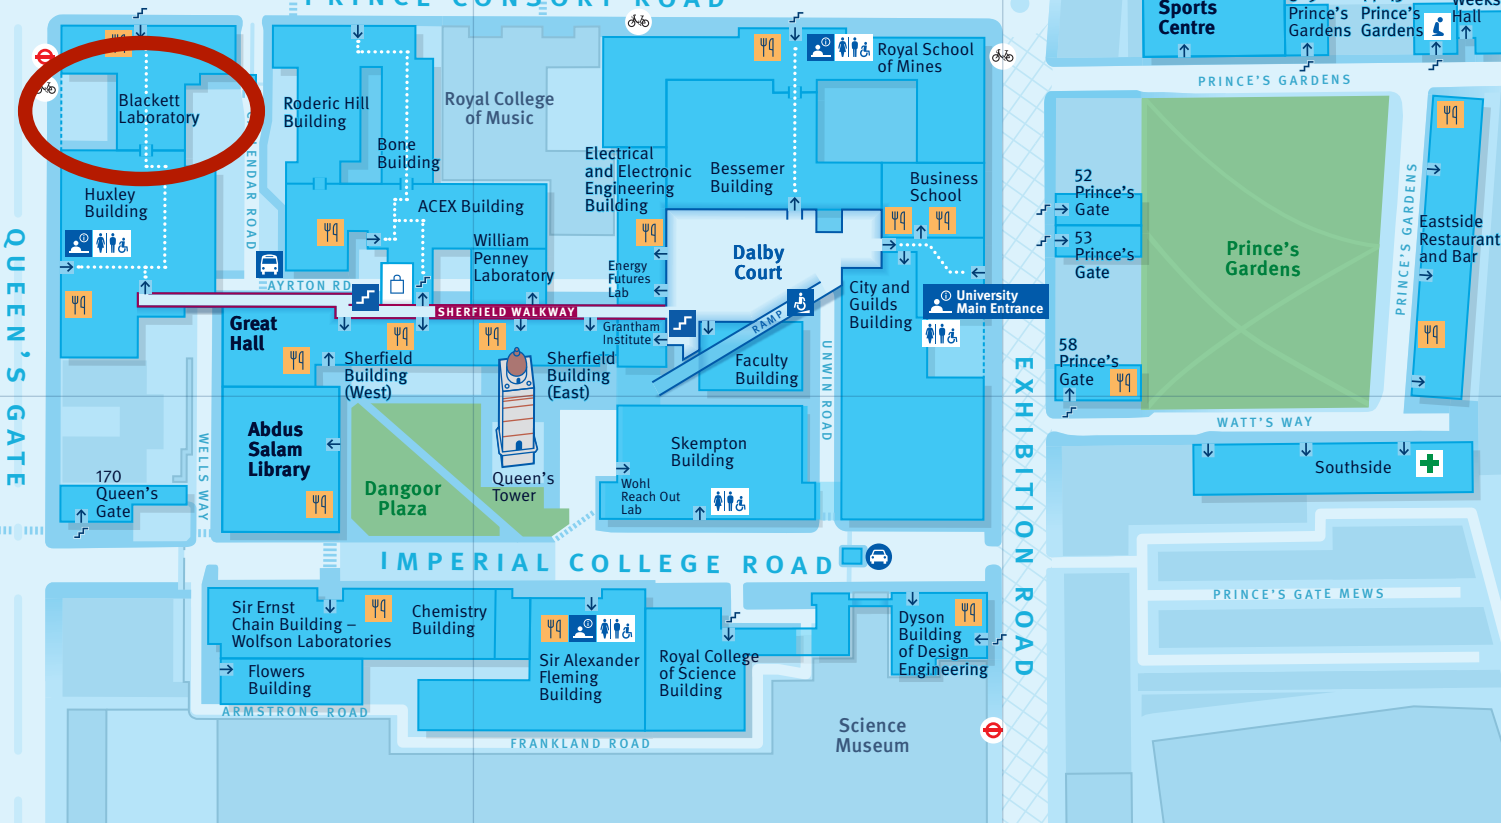 PRINCE CONSORT ROAD
Sports
Centre
Prince's
Gardens
Prince's
Gardens
Weeks
Hall
Royal School
of Mines
PRINCE'S GARDENS
Blackett
Laboratory
Roderic Hill
Building
Royal College
of Music
Bone
Building
Electrical
and Electronic
Engineering
Building
Bessemer
Building
Business
School
52
Prince's
Gate
53
Prince's
Gate
Huxley
Building
CALENDAR ROAD
ACEX Building
William
Penney
Laboratory
Energy
Futures
Lab
Dalby
Court
Prince's
Gardens
PRINCE'S GARDENS
Eastside
Restaurant
and Bar
QUEEN'S GATE
AYRTON RD
City and
Guilds
Building
University
Main Entrance
SHERFIELD WALKWAY
RAMP
Great
Hall
Grantham
Institute
Sherfield
Building
(West)
Sherfield
Building
(East)
Faculty
Building
UNWIN ROAD
58
Prince's
Gate
EXHIBITION ROAD
WATT'S WAY
Abdus
Salam
Library
WELLS WAY
Skempton
Building
Southside
170
Queen's
Gate
Dangoor
Plaza
Queen's
Tower
Wohl
Reach Out
Lab
IMPERIAL COLLEGE ROAD
PRINCE'S GATE MEWS
Sir Ernst
Chain Building –
Wolfson Laboratories
Chemistry
Building
Dyson
Building
of Design
Engineering
Flowers
Building
Sir Alexander
Fleming
Building
Royal College
of Science
Building
ARMSTRONG ROAD
FRANKLAND ROAD
Science
Museum